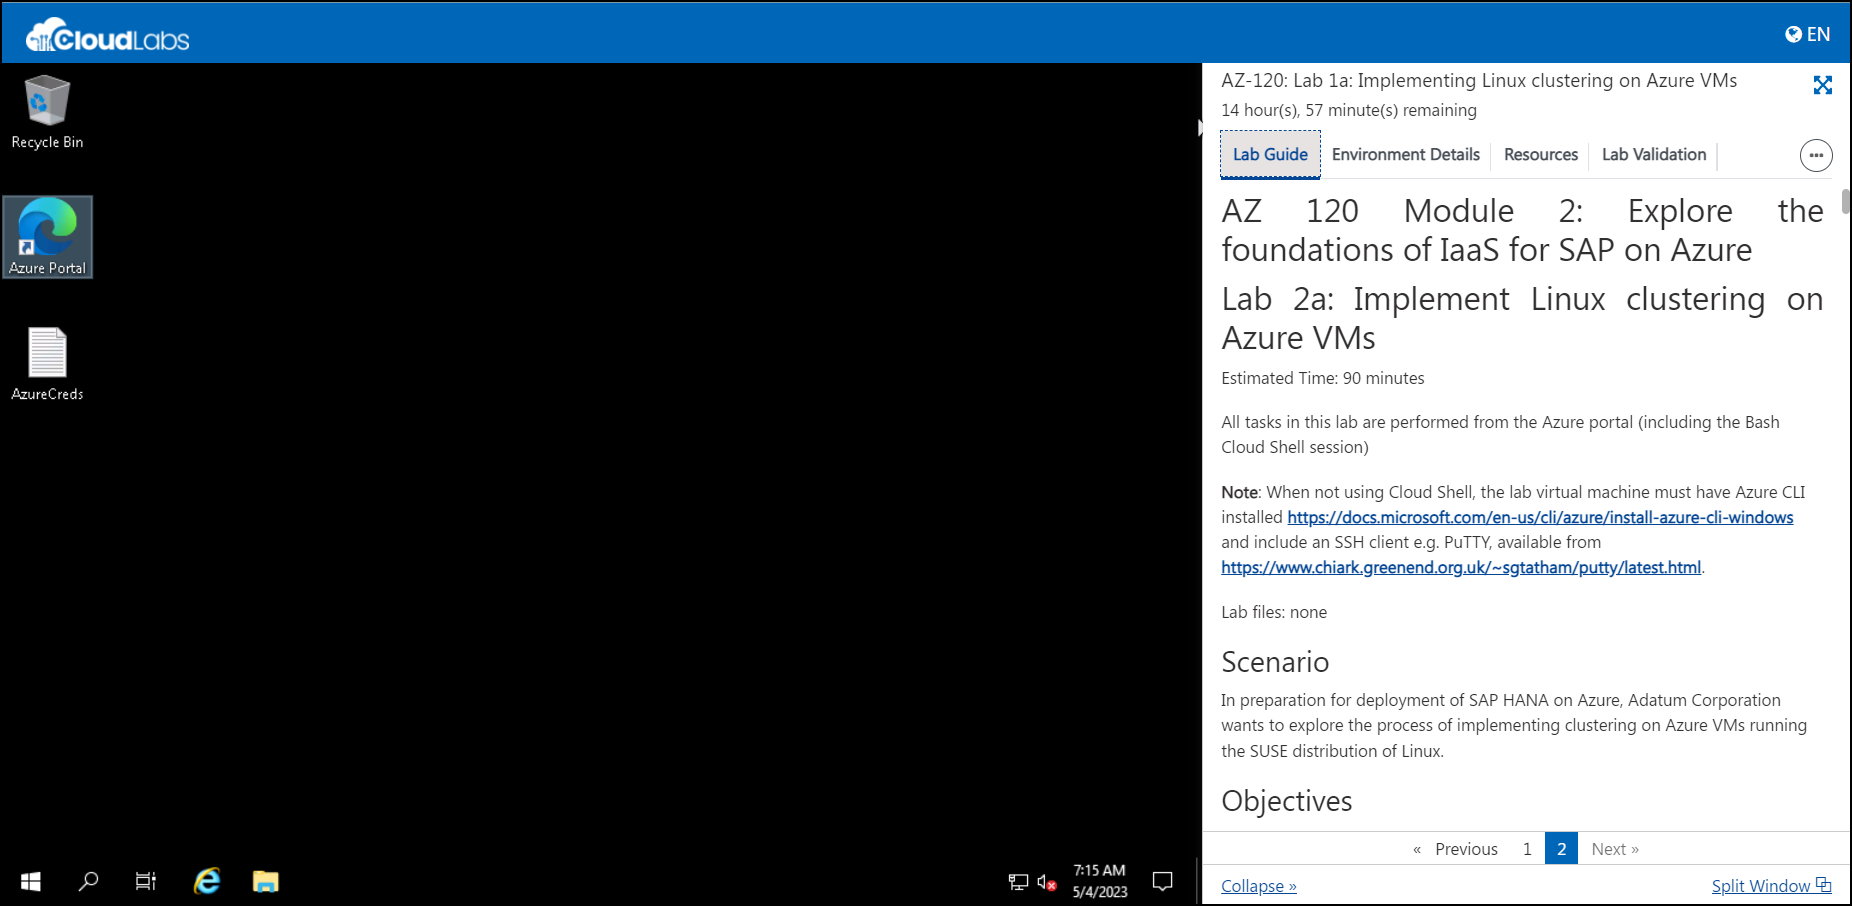 CloudLabs
EN
Recycle Bin
Azure Portal
AzureCreds
7:15 AM
5/4/2023
AZ-120: Lab 1a: Implementing Linux clustering on Azure VMs
14 hour(s), 57 minute(s) remaining
Lab Guide
Environment Details
Resources
Lab Validation
AZ 120 Module 2: Explore the
foundations of IaaS for SAP on Azure
Lab 2a: Implement Linux clustering on
Azure VMs
Estimated Time: 90 minutes
All tasks in this lab are performed from the Azure portal (including the Bash
Cloud Shell session)
Note: When not using Cloud Shell, the lab virtual machine must have Azure CLI
installed https://docs.microsoft.com/en-us/cli/azure/install-azure-cli-windows
and include an SSH client e.g. PuTTY, available from
https://www.chiark.greenend.org.uk/~sgtatham/putty/latest.html.
Lab files: none
Scenario
In preparation for deployment of SAP HANA on Azure, Adatum Corporation
wants to explore the process of implementing clustering on Azure VMs running
the SUSE distribution of Linux.
Objectives
« Previous 1 2 Next »
Collapse »
Split Window